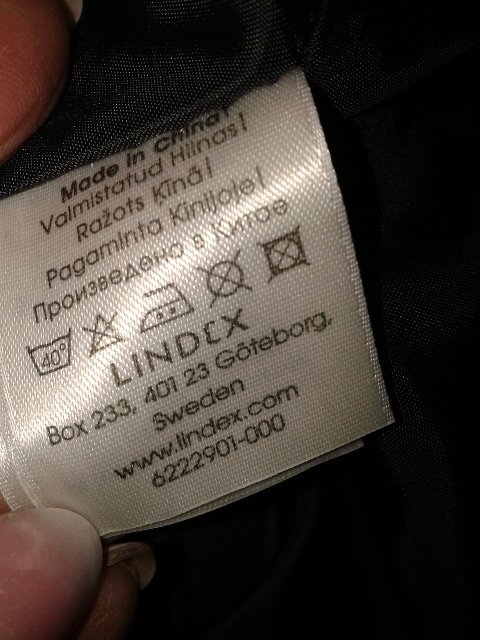 Made in China/
Valmistatud Hiinas/
Ražots Ķīnā/
Pagaminta Kinijoje/
Произведено в Китае
40°
LINDEX
Box 233, 401 23 Göteborg,
Sweden
www.lindex.com
6222901-000